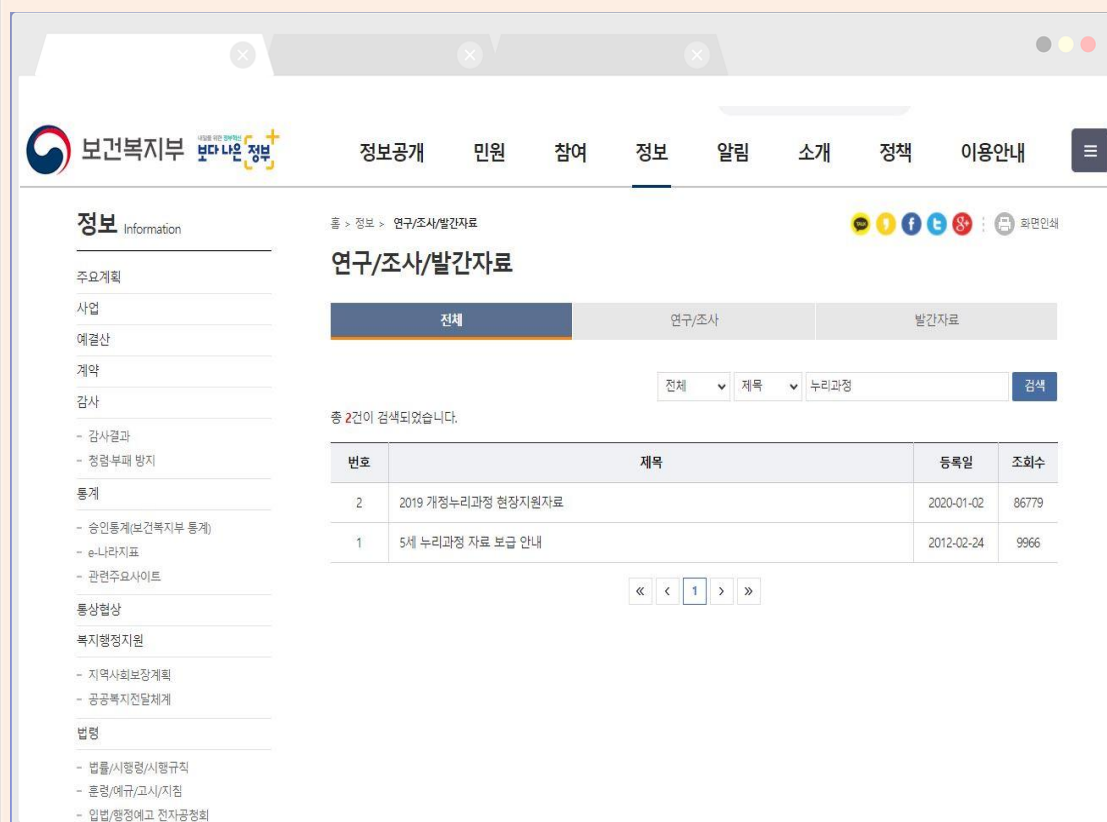 보건복지부 내일을 위한 정부혁신
보다 나은 정부
정보공개 민원 참여 정보 알림 소개 정책 이용안내
정보 Information
주요계획
사업
예결산
계약
감사
- 감사결과
- 청렴·부패 방지
통계
- 승인통계(보건복지부 통계)
- e-나라지표
- 관련주요사이트
통상협상
복지행정지원
- 지역사회보장계획
- 공공복지전달체계
법령
- 법률/시행령/시행규칙
- 훈령/예규/고시/지침
- 입법/행정예고 전자공청회
홈 > 정보 > 연구/조사/발간자료
TALK f 8+ 화면인쇄
연구/조사/발간자료
전체 연구/조사 발간자료
전체 제목 누리과정 검색
총 2건이 검색되었습니다.
번호 제목 등록일 조회수
2 2019 개정누리과정 현장지원자료 2020-01-02 86779
1 5세 누리과정 자료 보급 안내 2012-02-24 9966
« < 1 > »